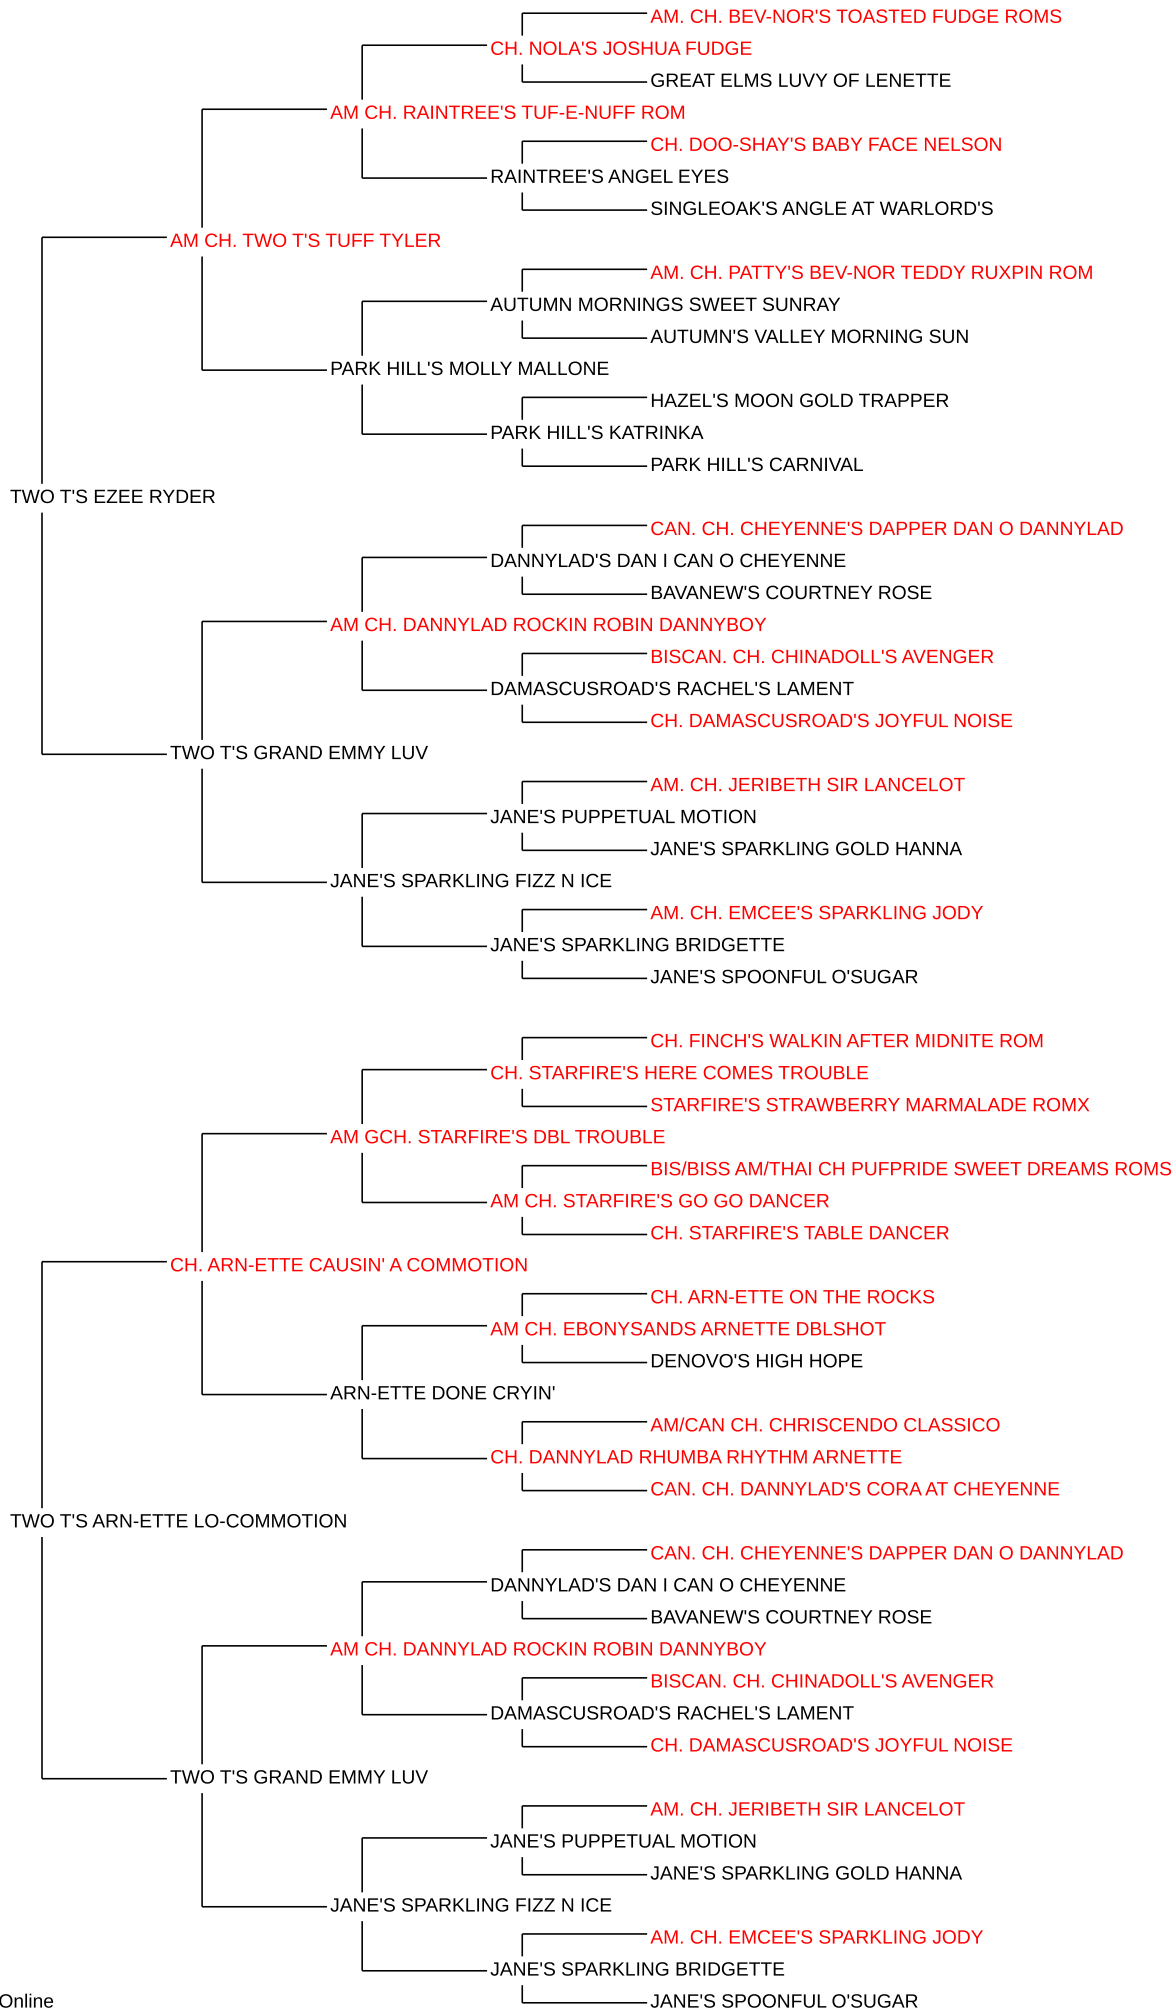 AM. CH. BEV-NOR'S TOASTED FUDGE ROMS
CH. NOLA'S JOSHUA FUDGE
GREAT ELMS LUVY OF LENETTE
AM CH. RAINTREE'S TUF-E-NUFF ROM
CH. DOO-SHAY'S BABY FACE NELSON
RAINTREE'S ANGEL EYES
SINGLEOAK'S ANGLE AT WARLORD'S
AM CH. TWO T'S TUFF TYLER
AM. CH. PATTY'S BEV-NOR TEDDY RUXPIN ROM
AUTUMN MORNINGS SWEET SUNRAY
AUTUMN'S VALLEY MORNING SUN
PARK HILL'S MOLLY MALLONE
HAZEL'S MOON GOLD TRAPPER
PARK HILL'S KATRINKA
PARK HILL'S CARNIVAL
TWO T'S EZEE RYDER
CAN. CH. CHEYENNE'S DAPPER DAN O DANNYLAD
DANNYLAD'S DAN I CAN O CHEYENNE
BAVANEW'S COURTNEY ROSE
AM CH. DANNYLAD ROCKIN ROBIN DANNYBOY
BISCAN. CH. CHINADOLL'S AVENGER
DAMASCUSROAD'S RACHEL'S LAMENT
CH. DAMASCUSROAD'S JOYFUL NOISE
TWO T'S GRAND EMMY LUV
AM. CH. JERIBETH SIR LANCELOT
JANE'S PUPPETUAL MOTION
JANE'S SPARKLING GOLD HANNA
JANE'S SPARKLING FIZZ N ICE
AM. CH. EMCEE'S SPARKLING JODY
JANE'S SPARKLING BRIDGETTE
JANE'S SPOONFUL O'SUGAR
CH. FINCH'S WALKIN AFTER MIDNITE ROM
CH. STARFIRE'S HERE COMES TROUBLE
STARFIRE'S STRAWBERRY MARMALADE ROMX
AM GCH. STARFIRE'S DBL TROUBLE
BIS/BISS AM/THAI CH PUFPRIDE SWEET DREAMS ROMS
AM CH. STARFIRE'S GO GO DANCER
CH. STARFIRE'S TABLE DANCER
CH. ARN-ETTE CAUSIN' A COMMOTION
CH. ARN-ETTE ON THE ROCKS
AM CH. EBONYSANDS ARNETTE DBLSHOT
DENOVO'S HIGH HOPE
ARN-ETTE DONE CRYIN'
AM/CAN CH. CHRISCENDO CLASSICO
CH. DANNYLAD RHUMBA RHYTHM ARNETTE
CAN. CH. DANNYLAD'S CORA AT CHEYENNE
TWO T'S ARN-ETTE LO-COMMOTION
CAN. CH. CHEYENNE'S DAPPER DAN O DANNYLAD
DANNYLAD'S DAN I CAN O CHEYENNE
BAVANEW'S COURTNEY ROSE
AM CH. DANNYLAD ROCKIN ROBIN DANNYBOY
BISCAN. CH. CHINADOLL'S AVENGER
DAMASCUSROAD'S RACHEL'S LAMENT
CH. DAMASCUSROAD'S JOYFUL NOISE
TWO T'S GRAND EMMY LUV
AM. CH. JERIBETH SIR LANCELOT
JANE'S PUPPETUAL MOTION
JANE'S SPARKLING GOLD HANNA
JANE'S SPARKLING FIZZ N ICE
AM. CH. EMCEE'S SPARKLING JODY
JANE'S SPARKLING BRIDGETTE
JANE'S SPOONFUL O'SUGAR
Online